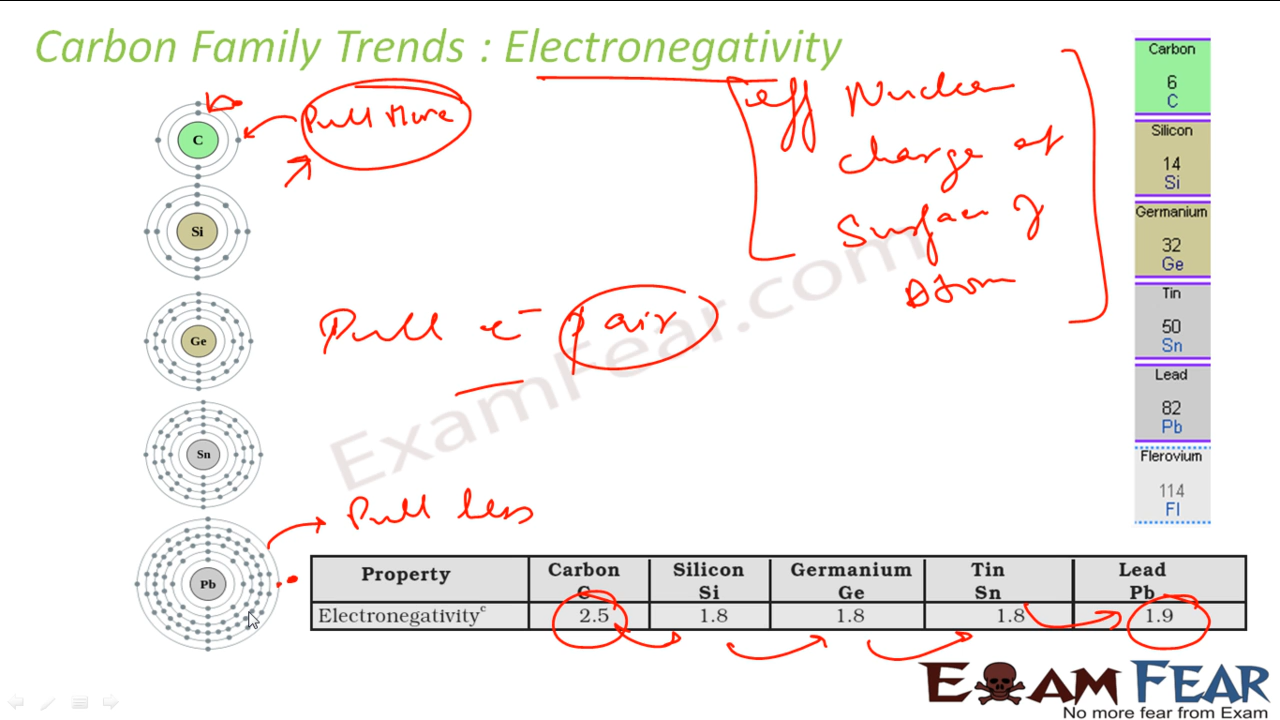 Carbon Family Trends : Electronegativity
Pull More
eff Nuclear
charge at
Surface of
Atom
C
Si
Ge
Sn
Pb
Pull e⁻ pair
Pull less
ExamFear.com
Carbon
6
C
Silicon
14
Si
Germanium
32
Ge
Tin
50
Sn
Lead
82
Pb
Flerovium
114
Fl
Property Carbon Silicon Germanium Tin Lead
C Si Ge Sn Pb
Electronegativityᶜ 2.5 1.8 1.8 1.8 1.9
EXAM FEAR
No more fear from Exam